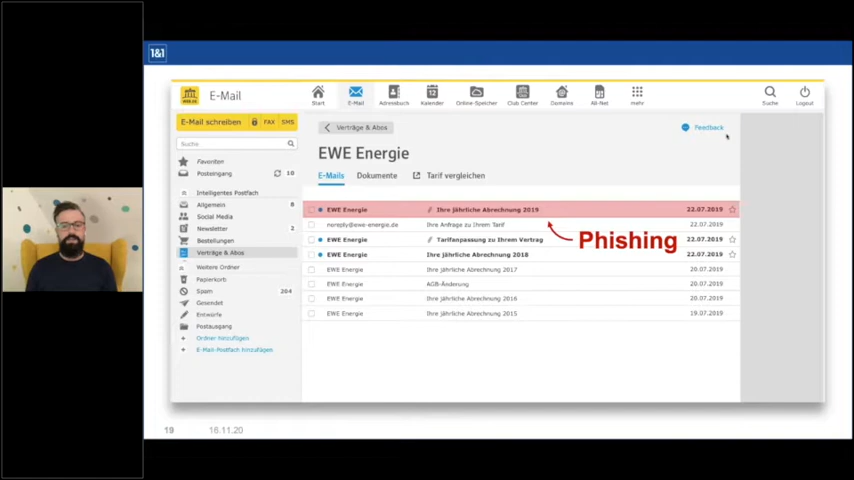 1&1
WEB.DE
E-Mail
Start
E-Mail
Adressbuch
Kalender
Online-Speicher
Club Center
Domains
All-Net
mehr
Suche
Logout
E-Mail schreiben
FAX
SMS
Suche
Favoriten
Posteingang 10
Intelligentes Postfach
Allgemein 8
Social Media
Newsletter 2
Bestellungen
Verträge & Abos
Weitere Ordner
Papierkorb
Spam 204
Gesendet
Entwürfe
Postausgang
+ Ordner hinzufügen
+ E-Mail-Postfach hinzufügen
Verträge & Abos
Feedback
EWE Energie
E-Mails
Dokumente
Tarif vergleichen
EWE Energie Ihre jährliche Abrechnung 2019 22.07.2019
noreply@ewe-energie.de Ihre Anfrage zu Ihrem Tarif 22.07.2019
EWE Energie Tarifanpassung zu Ihrem Vertrag 22.07.2019
EWE Energie Ihre jährliche Abrechnung 2018 22.07.2019
EWE Energie Ihre jährliche Abrechnung 2017 20.07.2019
EWE Energie AGB-Änderung 20.07.2019
EWE Energie Ihre jährliche Abrechnung 2016 20.07.2019
EWE Energie Ihre jährliche Abrechnung 2015 19.07.2019
Phishing
19 16.11.20